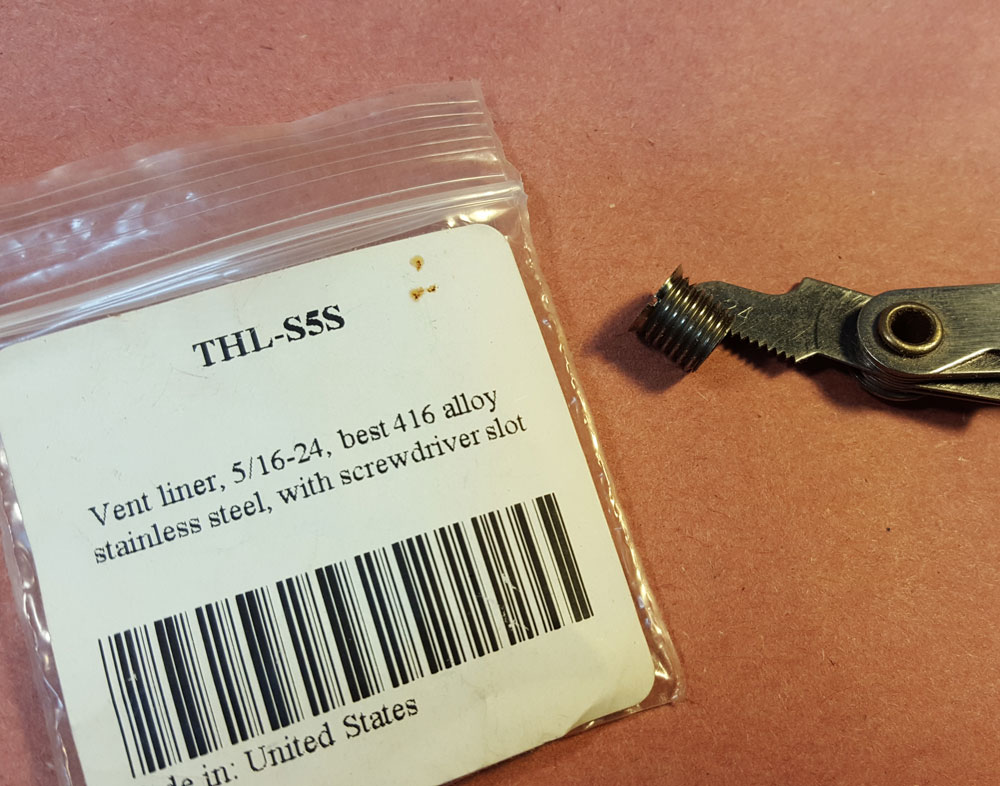 THL-S5S
Vent liner, 5/16-24, best 416 alloy
stainless steel, with screwdriver slot
de in: United States
24